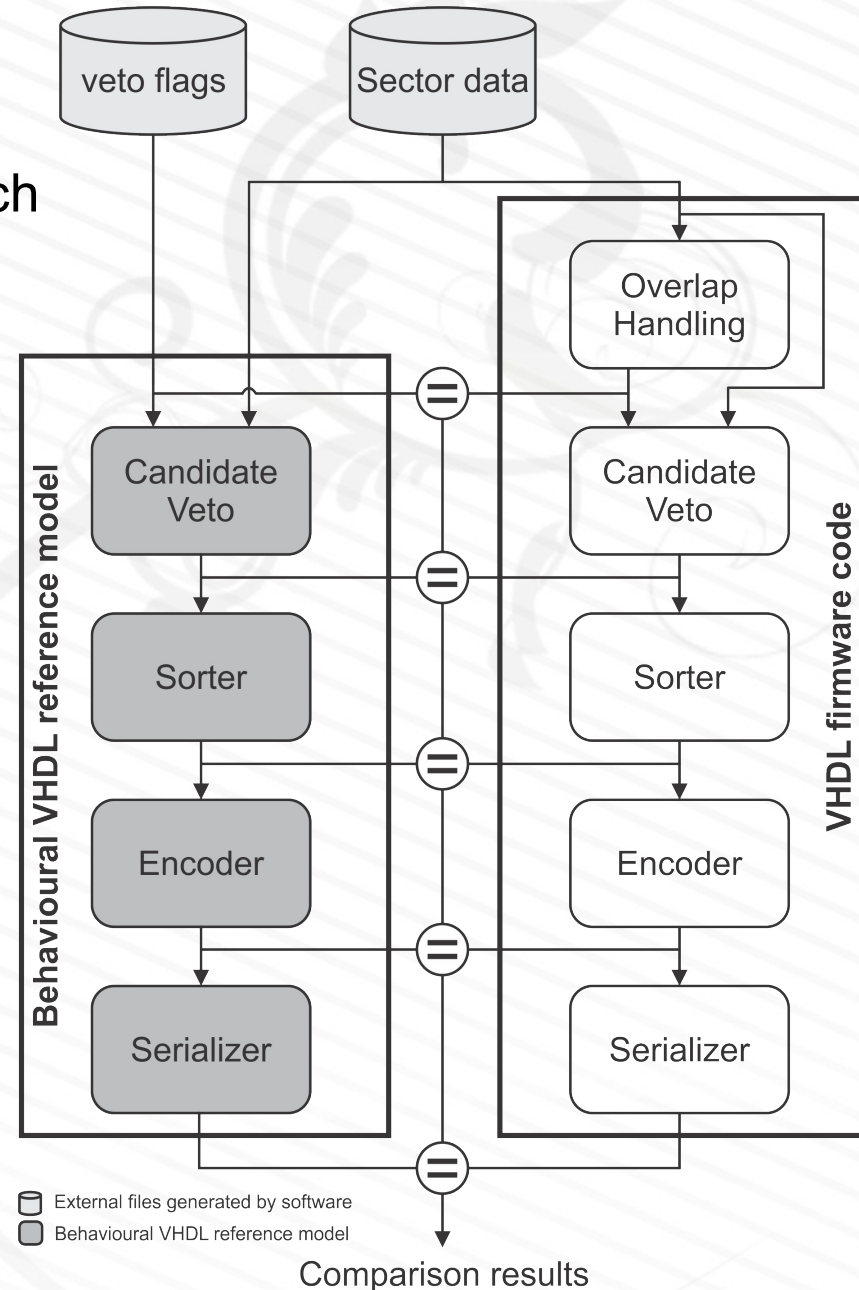 veto flags
Sector data
ch
Overlap
Handling
=
Behavioural VHDL reference model
Candidate
Veto
Candidate
Veto
VHDL firmware code
=
Sorter
Sorter
=
Encoder
Encoder
=
Serializer
Serializer
=
External files generated by software
Behavioural VHDL reference model
Comparison results